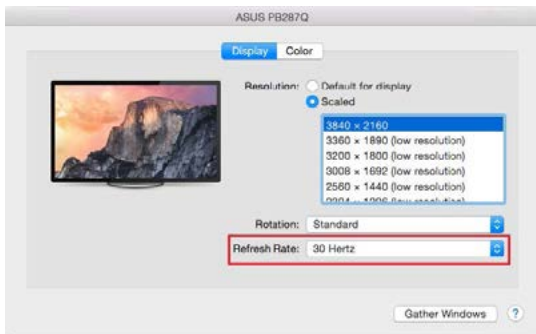 ASUS PB287Q
Display Color
Resolution: Default for display
Scaled
3840 × 2160
3360 × 1890 (low resolution)
3200 × 1800 (low resolution)
3008 × 1692 (low resolution)
2560 × 1440 (low resolution)
Rotation: Standard
Refresh Rate: 30 Hertz
Gather Windows ?